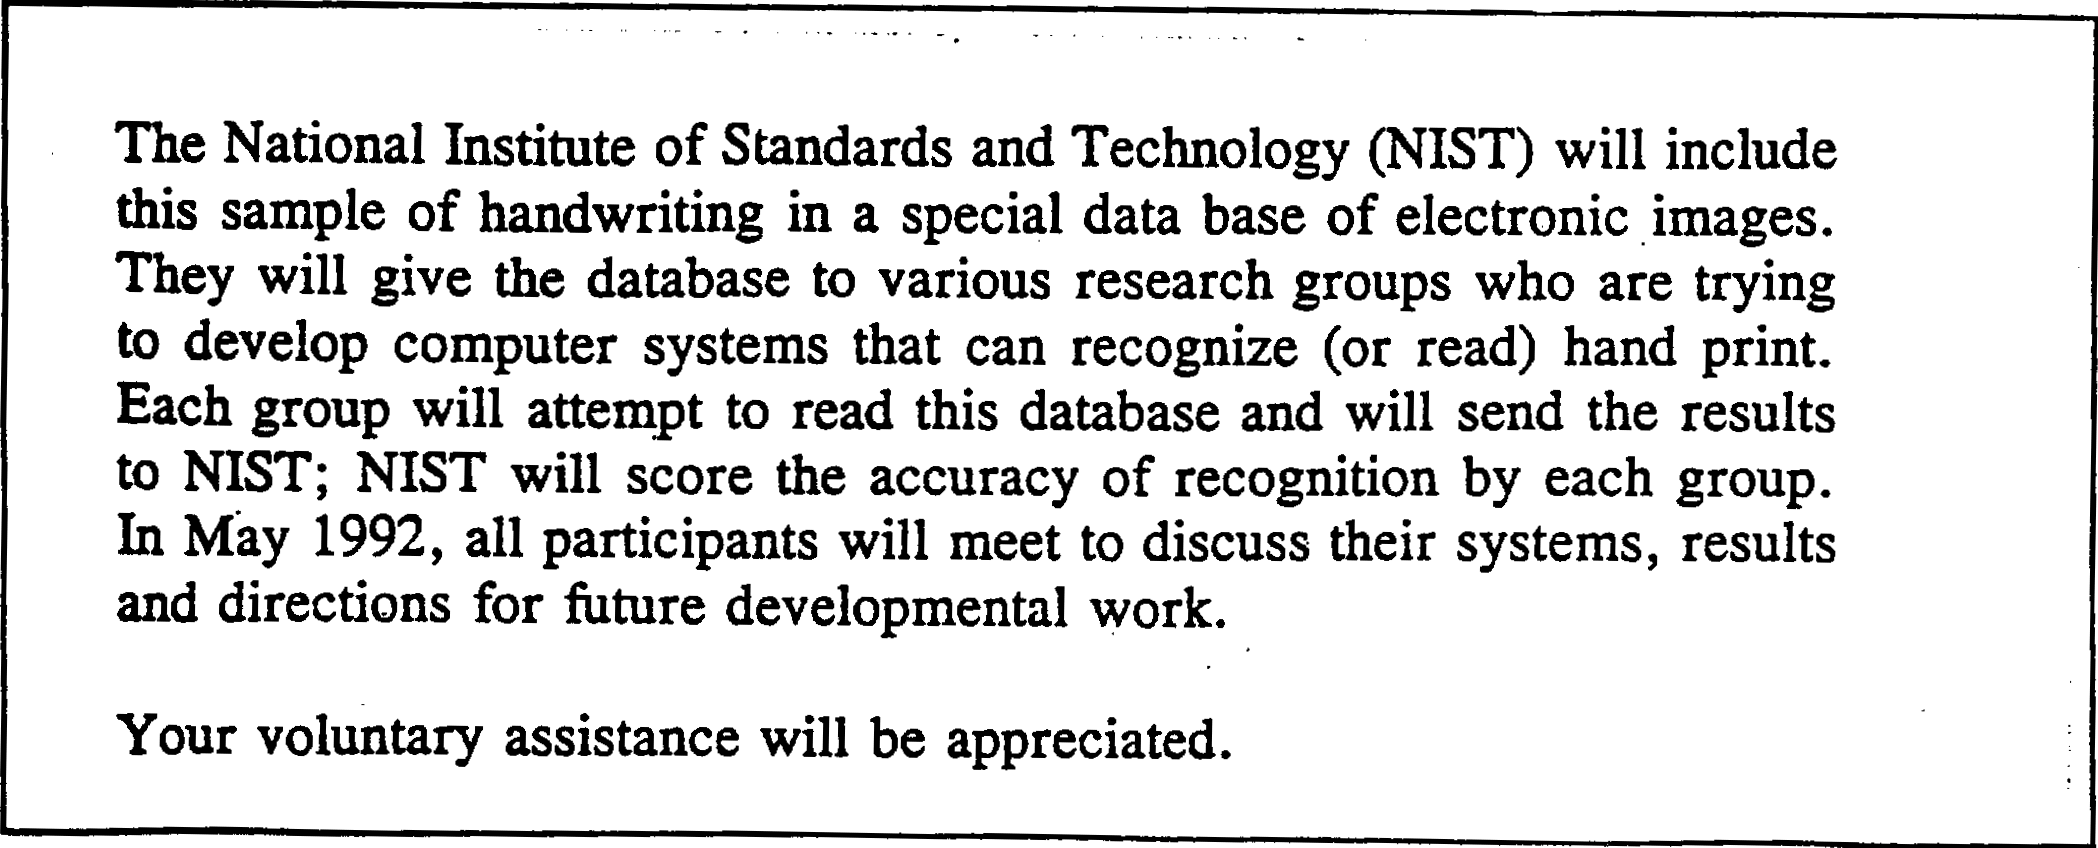 The National Institute of Standards and Technology (NIST) will include
this sample of handwriting in a special data base of electronic images.
They will give the database to various research groups who are trying
to develop computer systems that can recognize (or read) hand print.
Each group will attempt to read this database and will send the results
to NIST; NIST will score the accuracy of recognition by each group.
In May 1992, all participants will meet to discuss their systems, results
and directions for future developmental work.
Your voluntary assistance will be appreciated.